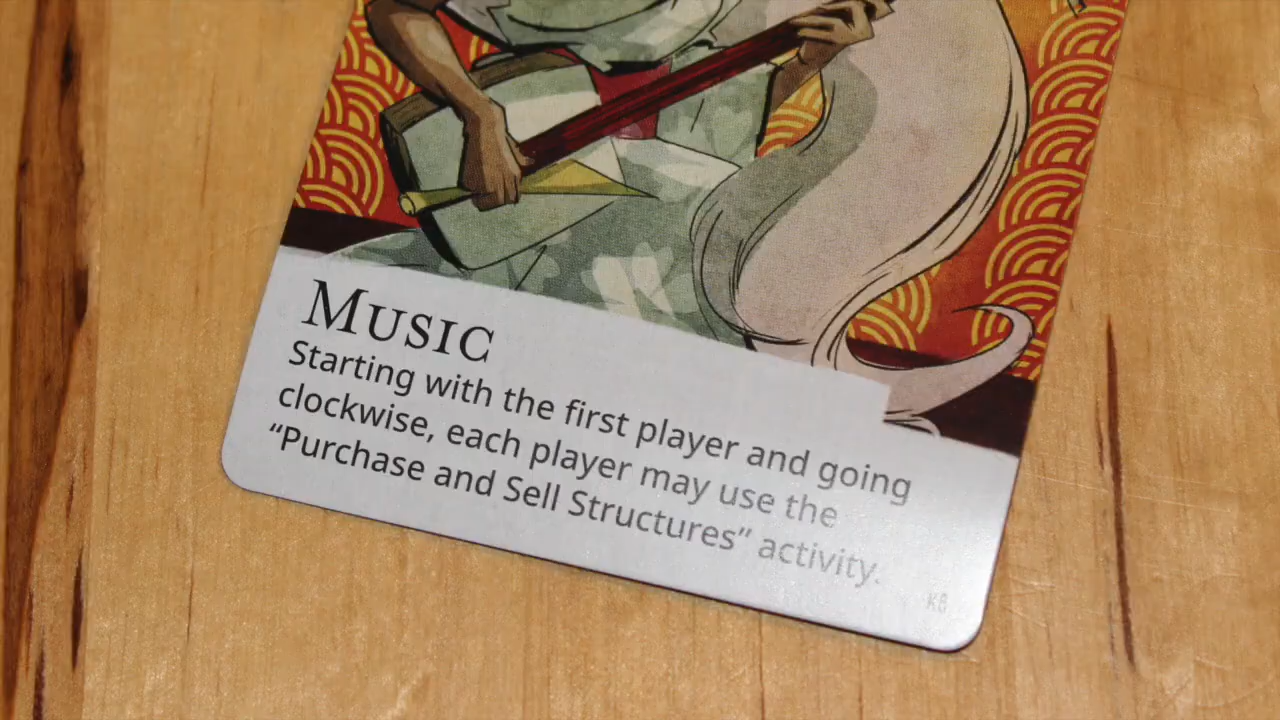 Music
Starting with the first player and going
clockwise, each player may use the
“Purchase and Sell Structures” activity.
K8